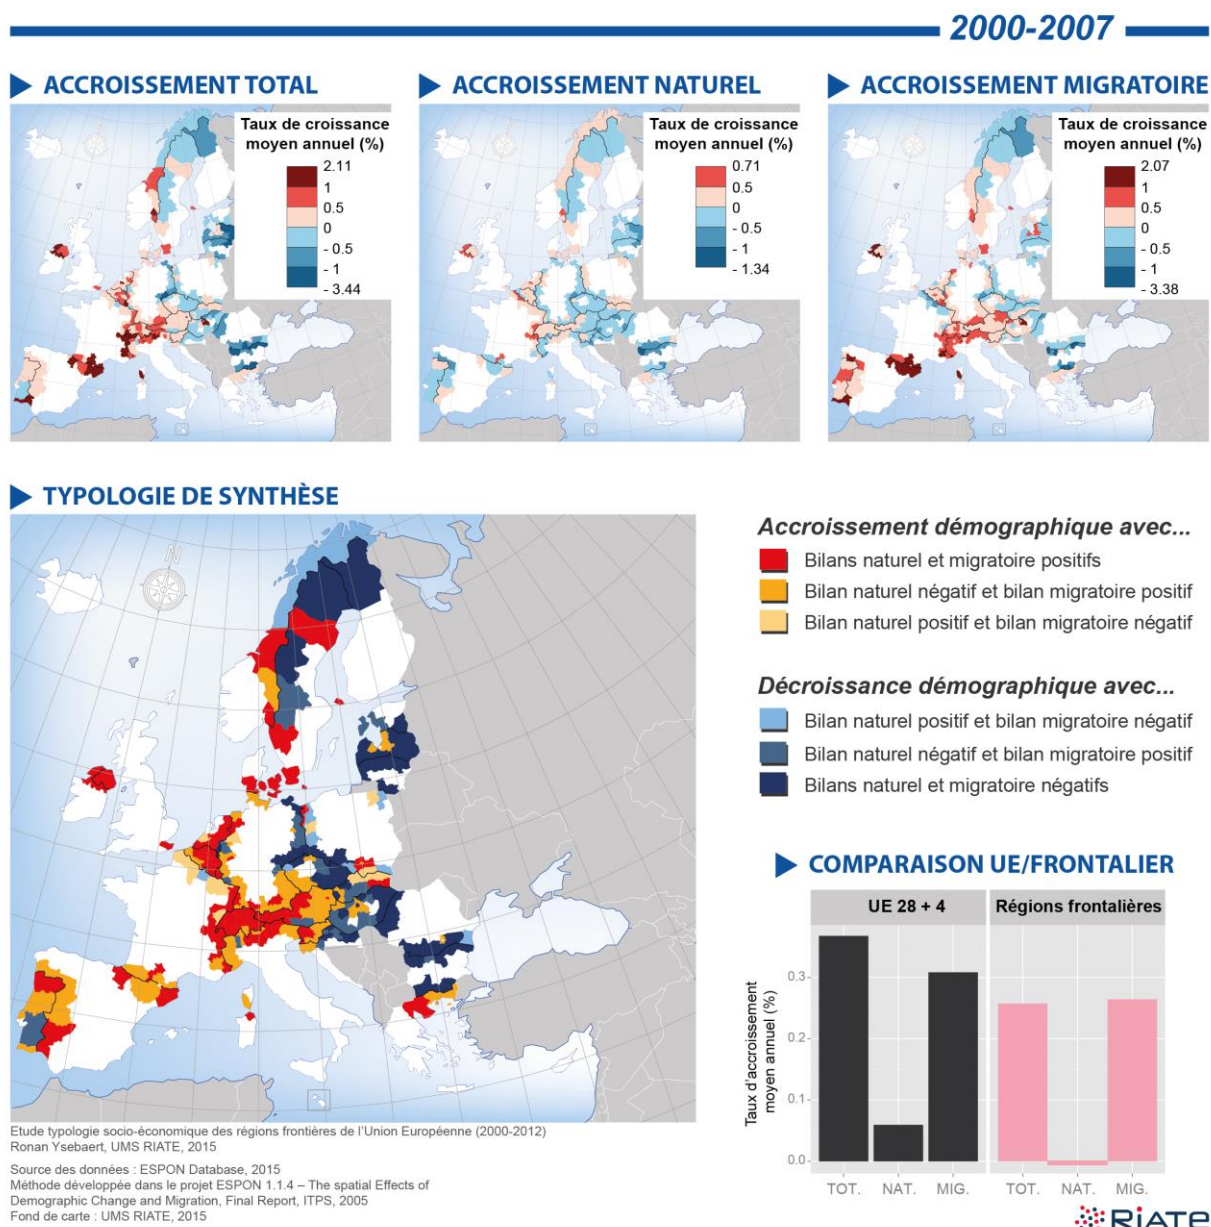 2000-2007
ACCROISSEMENT TOTAL
Taux de croissance
moyen annuel (%)
2.11
1
0.5
0
- 0.5
- 1
- 3.44
ACCROISSEMENT NATUREL
Taux de croissance
moyen annuel (%)
0.71
0.5
0
- 0.5
- 1
- 1.34
ACCROISSEMENT MIGRATOIRE
Taux de croissance
moyen annuel (%)
2.07
1
0.5
0
- 0.5
- 1
- 3.38
TYPOLOGIE DE SYNTHÈSE
N
Accroissement démographique avec...
Bilans naturel et migratoire positifs
Bilan naturel négatif et bilan migratoire positif
Bilan naturel positif et bilan migratoire négatif
Décroissance démographique avec...
Bilan naturel positif et bilan migratoire négatif
Bilan naturel négatif et bilan migratoire positif
Bilans naturel et migratoire négatifs
COMPARAISON UE/FRONTALIER
UE 28 + 4
Régions frontalières
Taux d'accroissement
moyen annuel (%)
0.3
0.2
0.1
0.0
TOT. NAT. MIG. TOT. NAT. MIG.
Etude typologie socio-économique des régions frontières de l'Union Européenne (2000-2012)
Ronan Ysebaert, UMS RIATE, 2015
Source des données : ESPON Database, 2015
Méthode développée dans le projet ESPON 1.1.4 – The spatial Effects of
Demographic Change and Migration, Final Report, ITPS, 2005
Fond de carte : UMS RIATE, 2015
RIATE